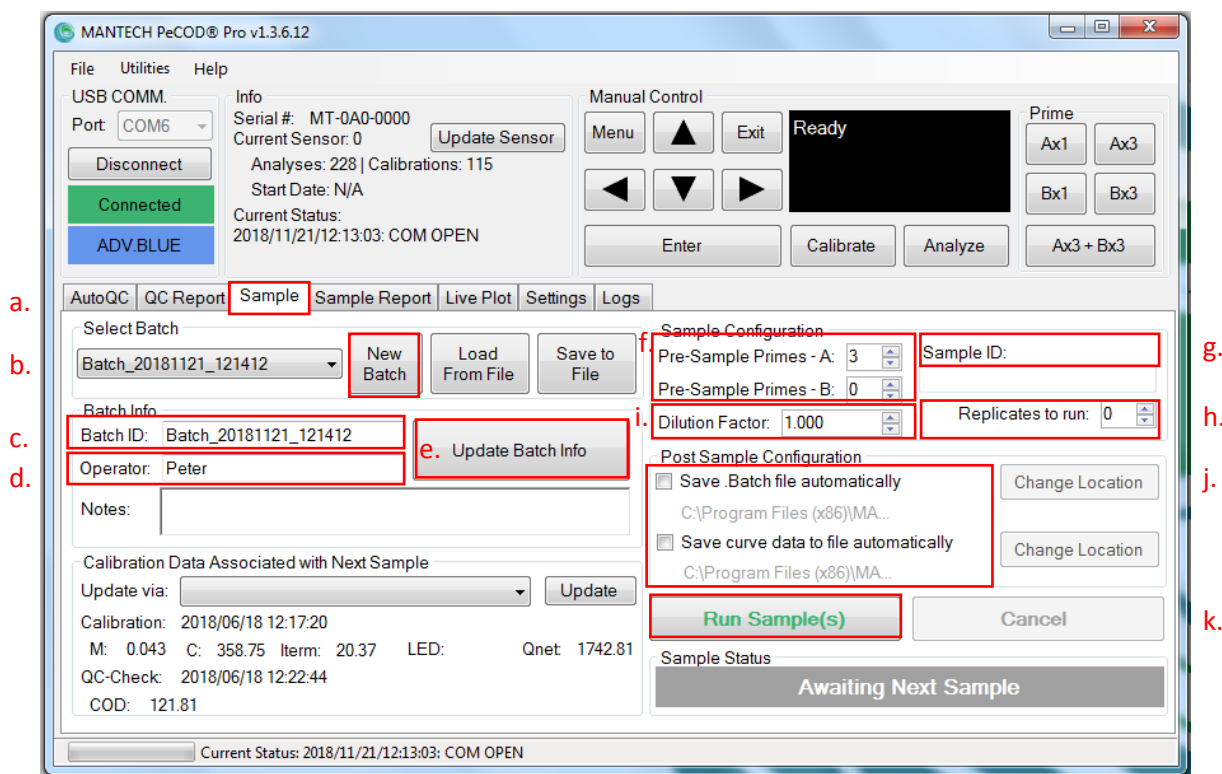 MANTECH PeCOD® Pro v1.3.6.12
File Utilities Help
USB COMM.
Port: COM6
Disconnect
Connected
ADV.BLUE
Info
Serial #: MT-0A0-0000
Current Sensor: 0
Update Sensor
Analyses: 228 | Calibrations: 115
Start Date: N/A
Current Status:
2018/11/21/12:13:03: COM OPEN
Manual Control
Menu
Exit
Ready
Enter
Calibrate
Analyze
Prime
Ax1 Ax3
Bx1 Bx3
Ax3 + Bx3
a.
AutoQC QC Report Sample Sample Report Live Plot Settings Logs
Select Batch
b.
Batch_20181121_121412
New
Batch
Load
From File
Save to
File
Batch Info
c.
Batch ID: Batch_20181121_121412
d.
Operator: Peter
e.
Update Batch Info
Notes:
Calibration Data Associated with Next Sample
Update via:
Update
Calibration: 2018/06/18 12:17:20
M: 0.043 C: 358.75 Iterm: 20.37 LED: Qnet: 1742.81
QC-Check: 2018/06/18 12:22:44
COD: 121.81
Sample Configuration
f.
Pre-Sample Primes - A: 3
Pre-Sample Primes - B: 0
Sample ID:
g.
i.
Dilution Factor: 1.000
Replicates to run: 0
h.
Post Sample Configuration
Save .Batch file automatically
Change Location
j.
C:\Program Files (x86)\MA...
Save curve data to file automatically
Change Location
C:\Program Files (x86)\MA...
Run Sample(s)
Cancel
k.
Sample Status
Awaiting Next Sample
Current Status: 2018/11/21/12:13:03: COM OPEN